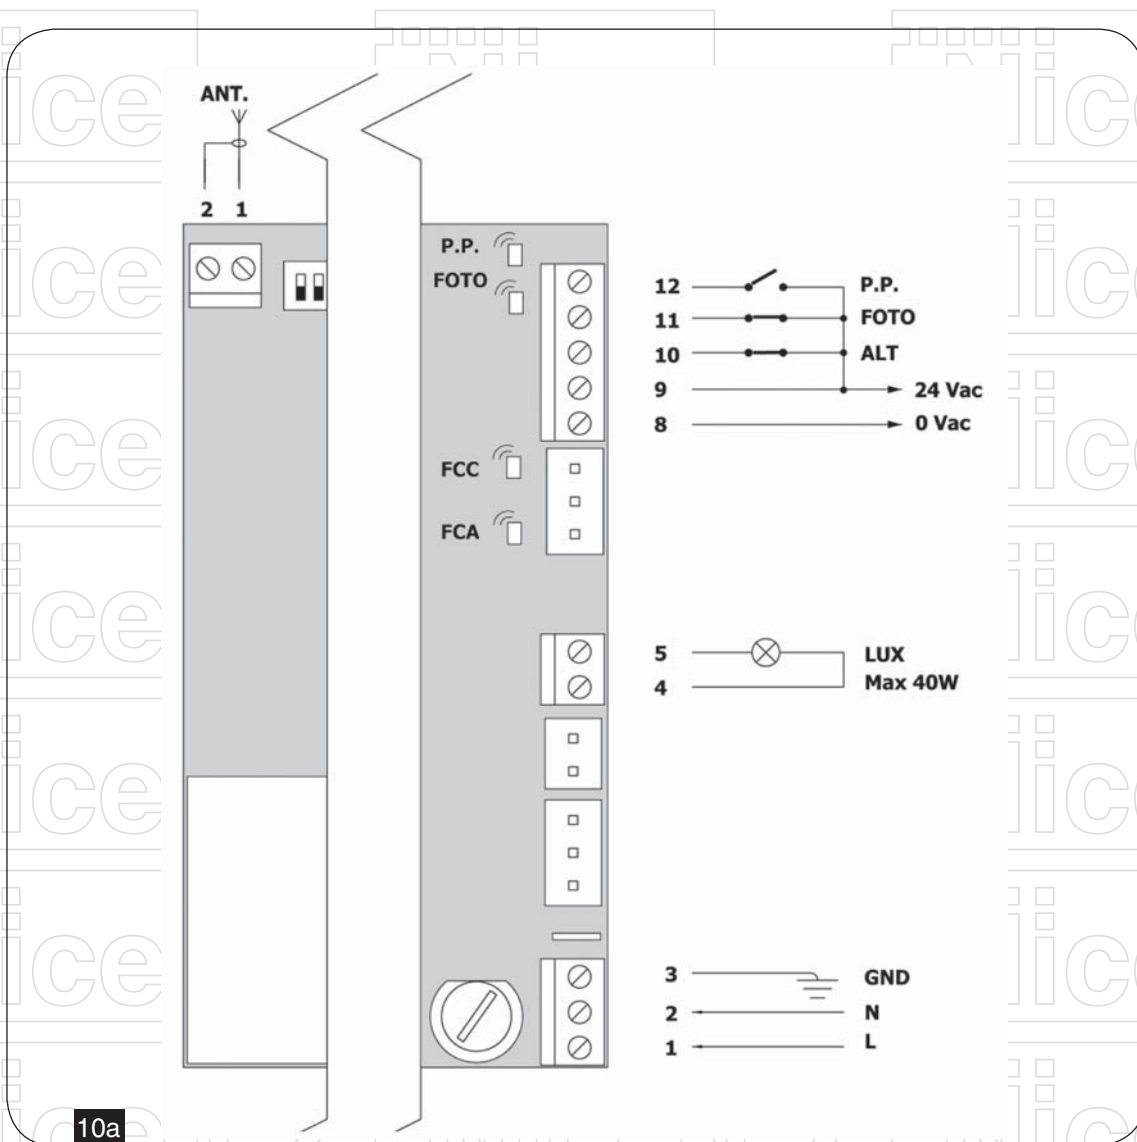 ANT.
2 1
P.P.
FOTO
FCC
FCA
12 P.P.
11 FOTO
10 ALT
9 24 Vac
8 0 Vac
5 LUX
4 Max 40W
3 GND
2 N
1 L
10a